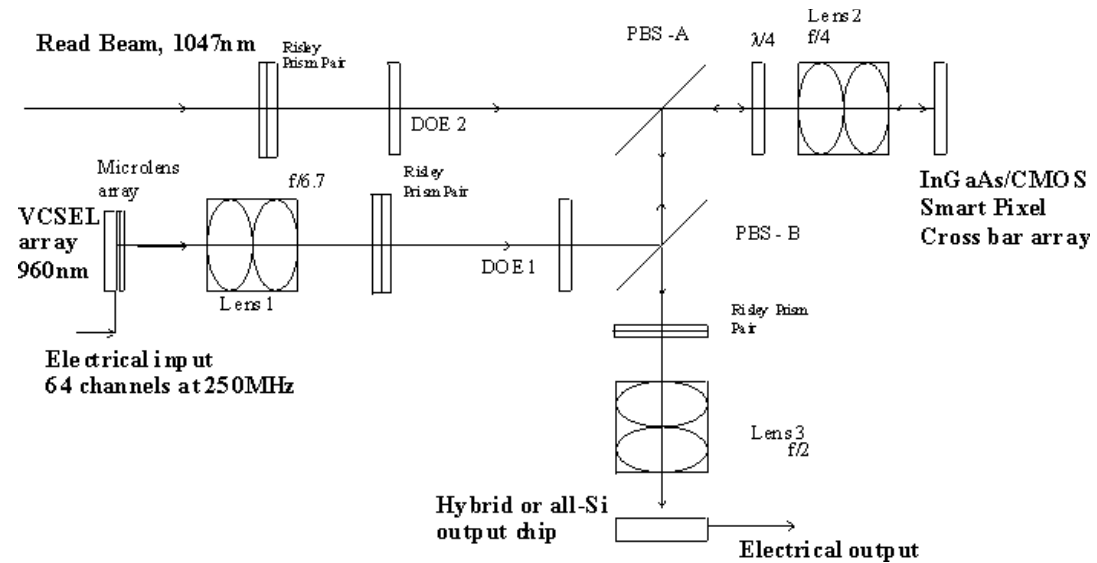 Read Beam, 1047nm
Risley
Prism Pair
DOE 2
PBS -A
λ/4
Lens 2
f/4
InGaAs/CMOS
Smart Pixel
Cross bar array
Microlens
array
VCSEL
array
960nm
f/6.7
Lens 1
Risley
Prism Pair
DOE 1
PBS - B
Electrical input
64 channels at 250MHz
Risley Prism
Pair
Lens 3
f/2
Hybrid or all-Si
output chip
Electrical output